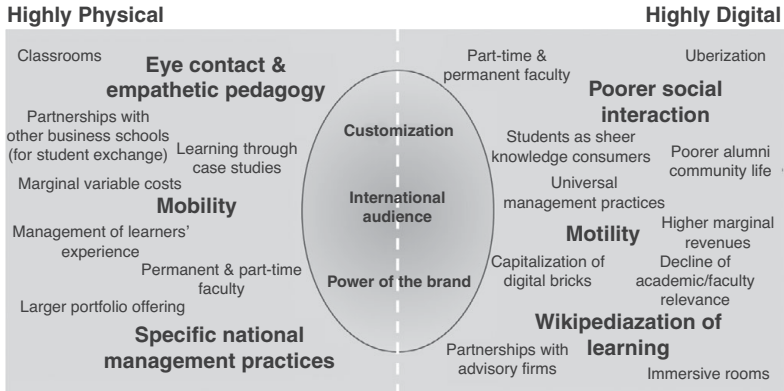 Highly Physical
Highly Digital
Classrooms
Eye contact &
empathetic pedagogy
Partnerships with
other business schools
(for student exchange)
Learning through
case studies
Marginal variable costs
Mobility
Management of learners’
experience
Permanent & part-time
faculty
Larger portfolio offering
Specific national
management practices
Customization
International
audience
Power of the brand
Part-time &
permanent faculty
Uberization
Poorer social
interaction
Students as sheer
knowledge consumers
Poorer alumni
community life
Universal
management practices
Motility
Higher marginal
revenues
Capitalization of
digital bricks
Decline of
academic/faculty
relevance
Wikipediazation of
learning
Partnerships with
advisory firms
Immersive rooms